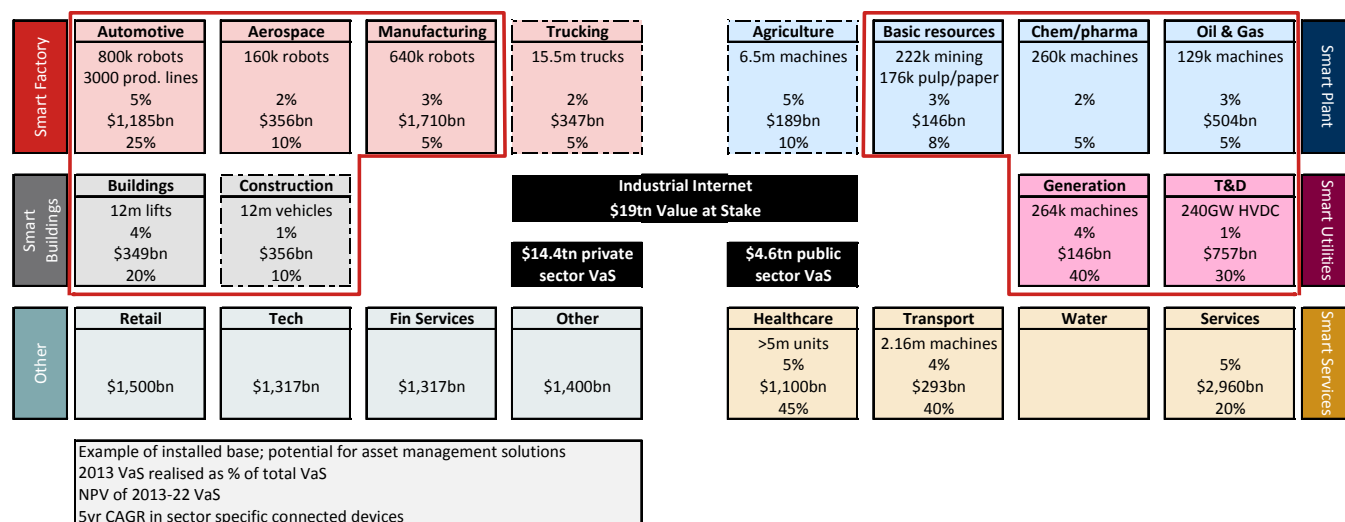 Smart Factory
Automotive
800k robots
3000 prod. lines
5%
$1,185bn
25%
Aerospace
160k robots
2%
$356bn
10%
Manufacturing
640k robots
3%
$1,710bn
5%
Trucking
15.5m trucks
2%
$347bn
5%
Agriculture
6.5m machines
5%
$189bn
10%
Basic resources
222k mining
176k pulp/paper
3%
$146bn
8%
Chem/pharma
260k machines
2%
5%
Oil & Gas
129k machines
3%
$504bn
5%
Smart Plant
Smart
Buildings
Buildings
12m lifts
4%
$349bn
20%
Construction
12m vehicles
1%
$356bn
10%
Industrial Internet
$19tn Value at Stake
$14.4tn private
sector VaS
$4.6tn public
sector VaS
Generation
264k machines
4%
$146bn
40%
T&D
240GW HVDC
1%
$757bn
30%
Smart Utilities
Other
Retail
$1,500bn
Tech
$1,317bn
Fin Services
$1,317bn
Other
$1,400bn
Healthcare
>5m units
5%
$1,100bn
45%
Transport
2.16m machines
4%
$293bn
40%
Water
Services
5%
$2,960bn
20%
Smart Services
Example of installed base; potential for asset management solutions
2013 VaS realised as % of total VaS
NPV of 2013-22 VaS
5yr CAGR in sector specific connected devices